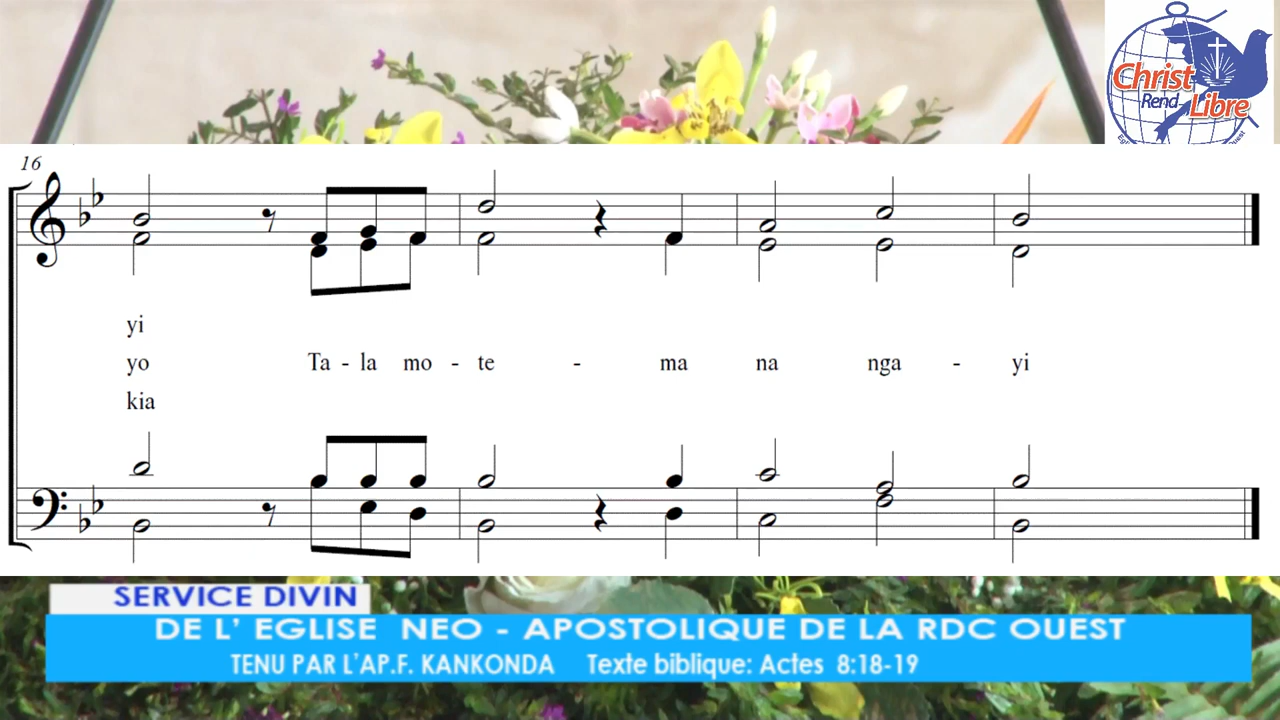 Christ
Rend
Libre
16
yi
yo Ta - la mo - te - ma na nga - yi
kia
SERVICE DIVIN
DE L' EGLISE NEO - APOSTOLIQUE DE LA RDC OUEST
TENU PAR L'AP.F. KANKONDA Texte biblique: Actes 8:18-19